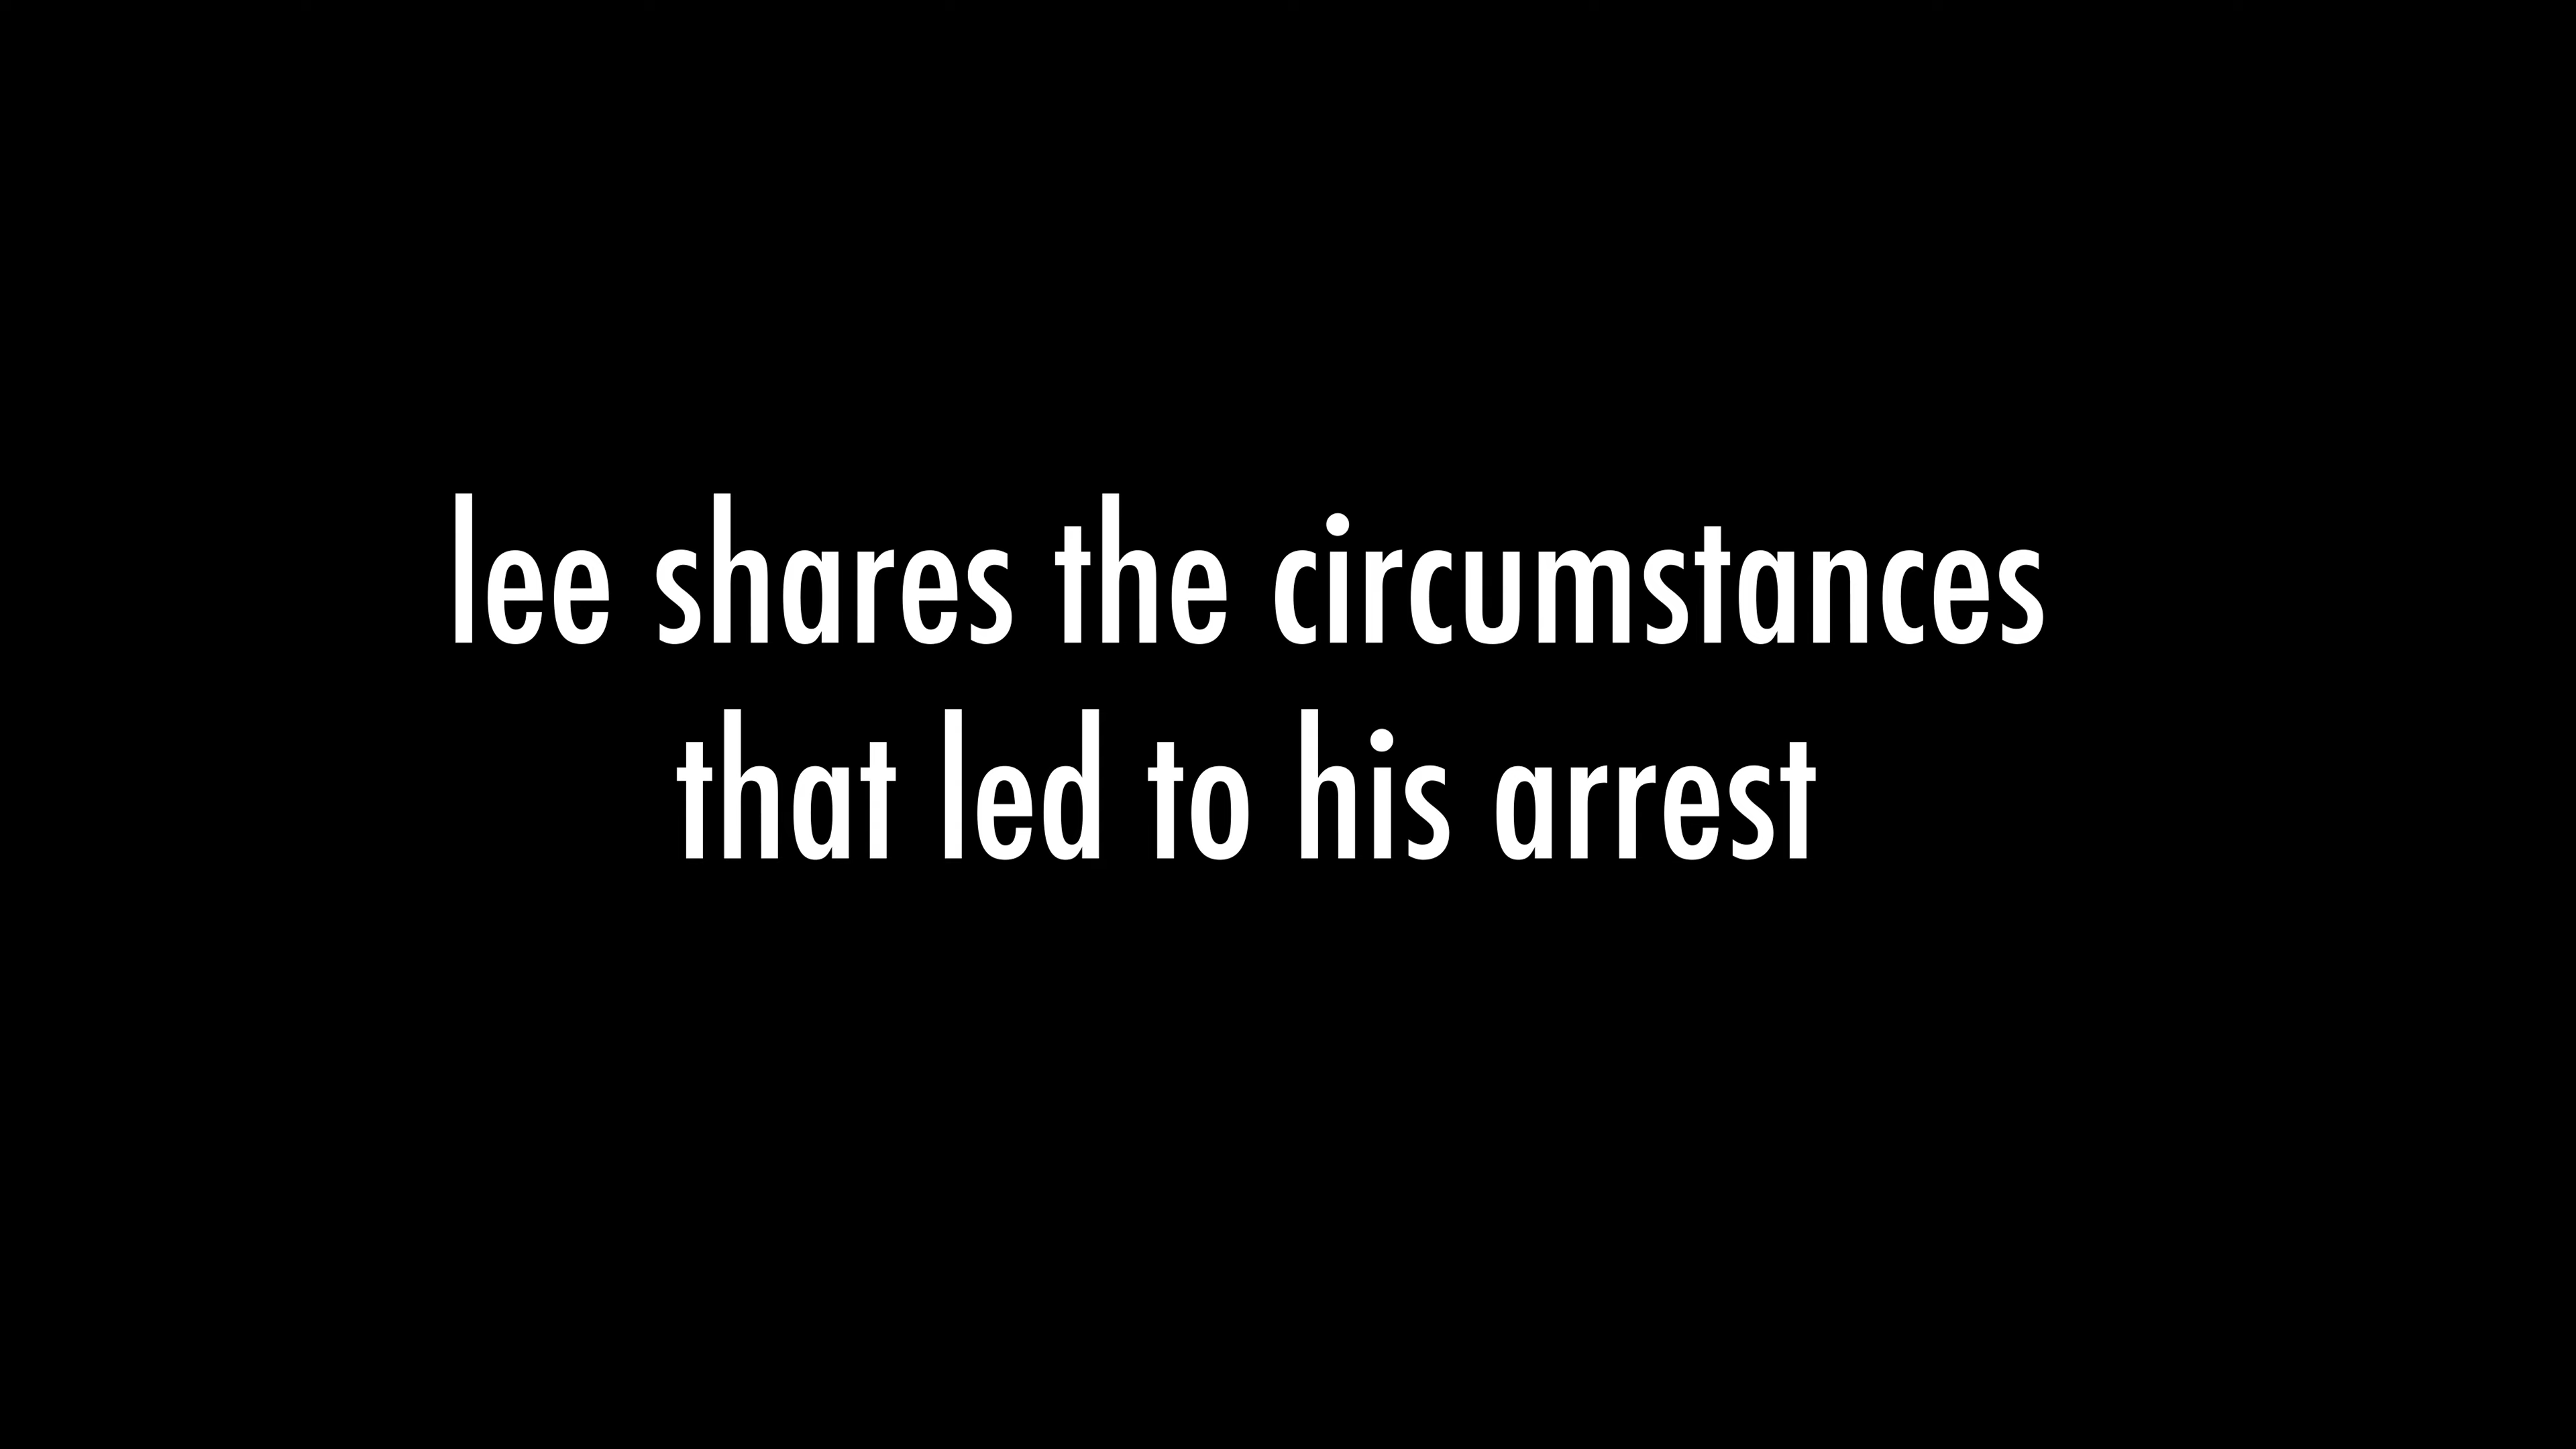 lee shares the circumstances
that led to his arrest